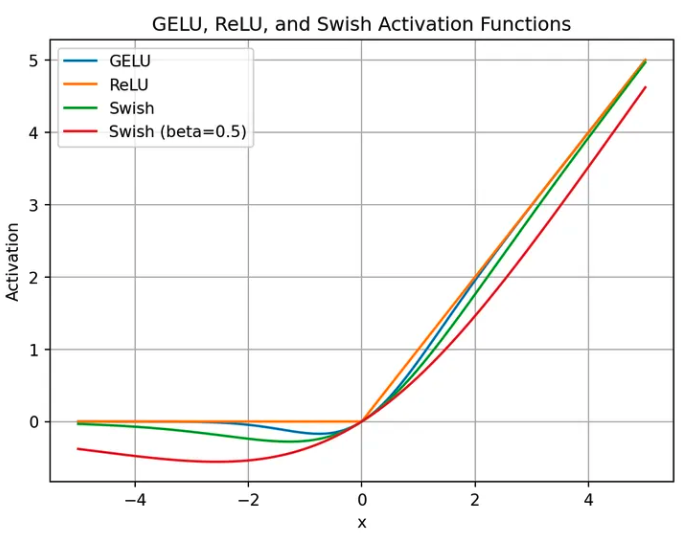 GELU, ReLU, and Swish Activation Functions
GELU
ReLU
Swish
Swish (beta=0.5)
5
4
3
2
1
0
Activation
−4 −2 0 2 4
x